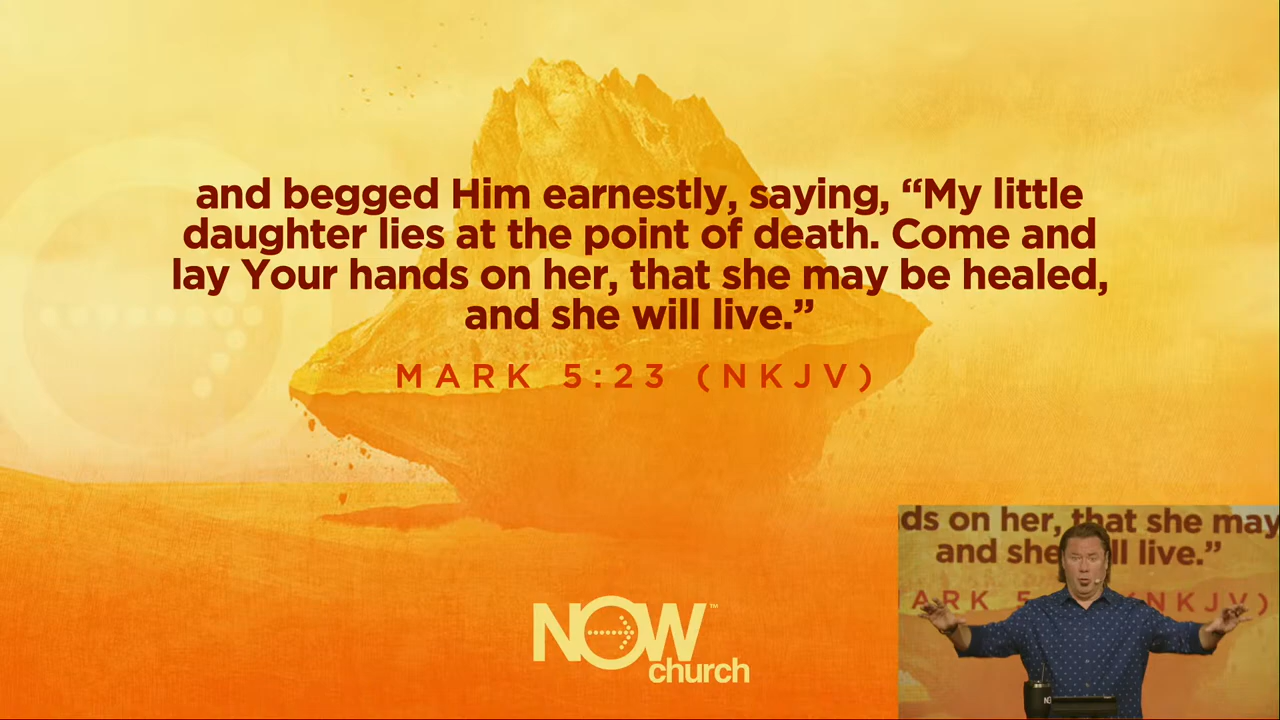 and begged Him earnestly, saying, “My little
daughter lies at the point of death. Come and
lay Your hands on her, that she may be healed,
and she will live.”
MARK 5:23 (NKJV)
NOW™
church
ds on her, that she may
and she will live.”
ARK 5 NKJV)
NO